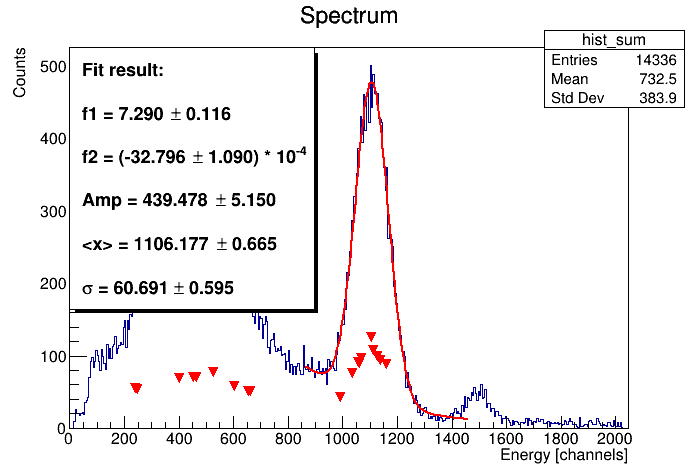 Spectrum
hist_sum
Entries 14336
Mean 732.5
Std Dev 383.9
Counts
500
400
300
200
100
0
Fit result:
f1 = 7.290 ± 0.116
f2 = (-32.796 ± 1.090) * 10⁻⁴
Amp = 439.478 ± 5.150
<x> = 1106.177 ± 0.665
σ = 60.691 ± 0.595
0 200 400 600 800 1000 1200 1400 1600 1800 2000
Energy [channels]